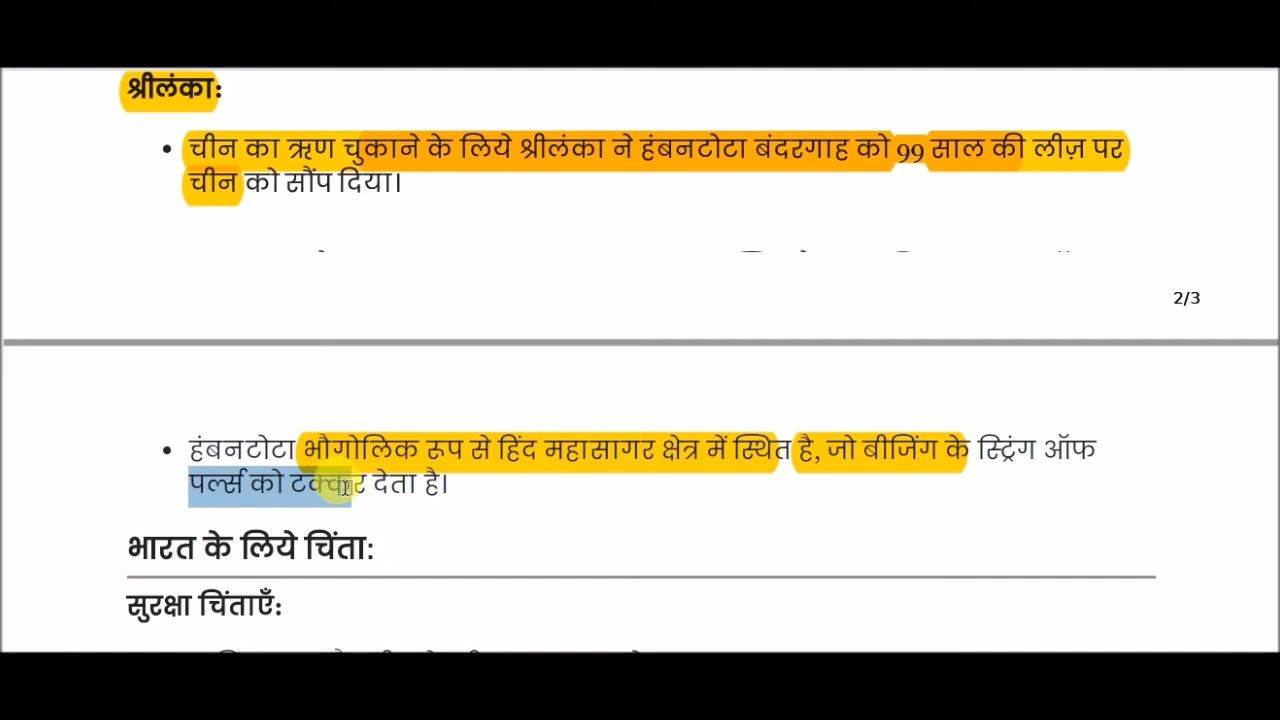 श्रीलंका:
• चीन का ऋण चुकाने के लिये श्रीलंका ने हंबनटोटा बंदरगाह को 99 साल की लीज़ पर
चीन को सौंप दिया।
2/3
• हंबनटोटा भौगोलिक रूप से हिंद महासागर क्षेत्र में स्थित है, जो बीजिंग के स्ट्रिंग ऑफ
पर्ल्स को टक्कर देता है।
भारत के लिये चिंता:
सुरक्षा चिंताएँ: